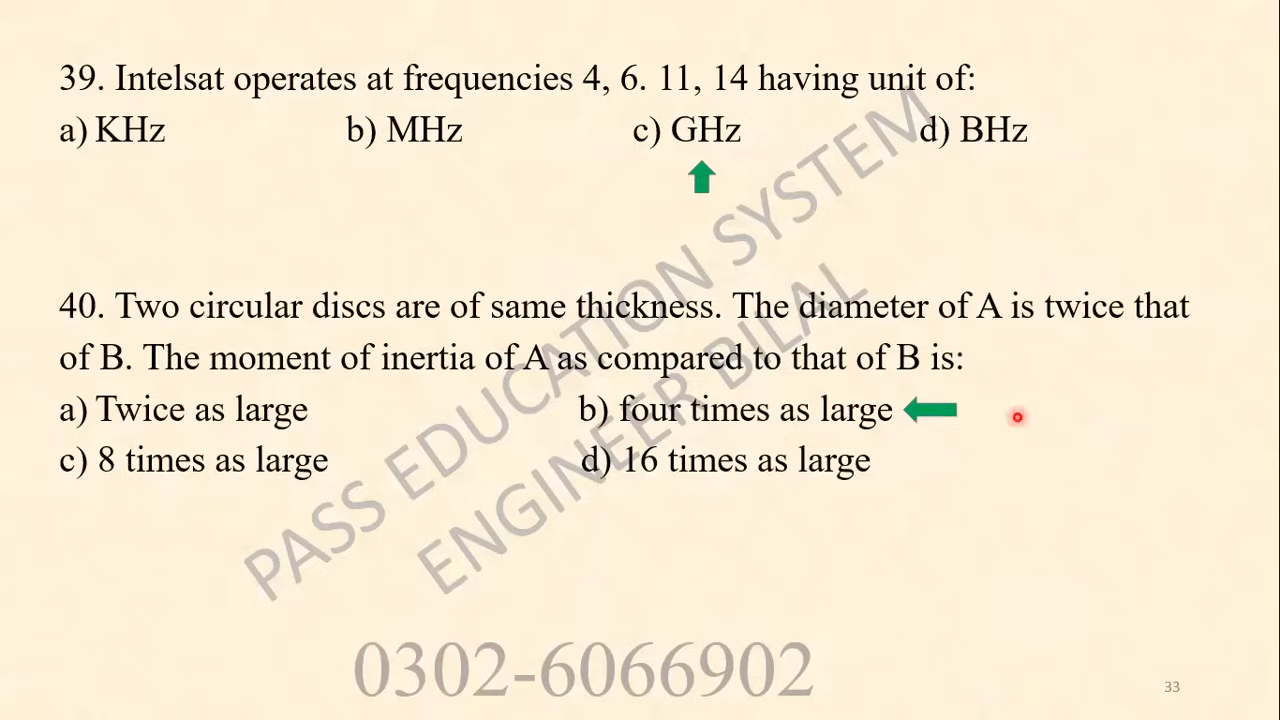 39. Intelsat operates at frequencies 4, 6. 11, 14 having unit of:
a) KHz b) MHz c) GHz d) BHz
40. Two circular discs are of same thickness. The diameter of A is twice that
of B. The moment of inertia of A as compared to that of B is:
a) Twice as large b) four times as large
c) 8 times as large d) 16 times as large
PASS EDUCATION SYSTEM
ENGINEER BILAL
0302-6066902
33